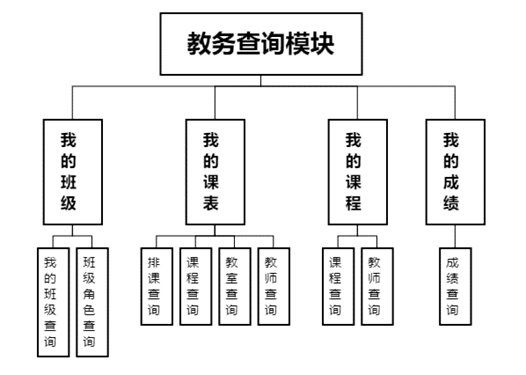 教务查询模块
我的班级
我的课表
我的课程
我的成绩
我的班级查询
班级角色查询
排课查询
课程查询
教室查询
教师查询
课程查询
教师查询
成绩查询